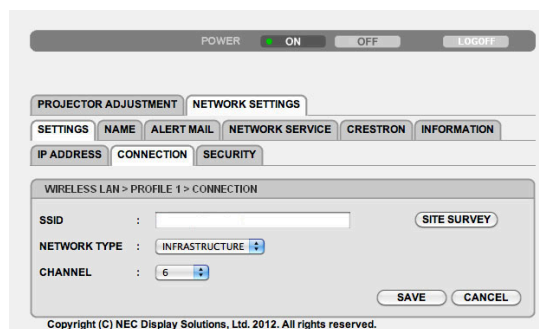 POWER ON OFF LOGOFF
PROJECTOR ADJUSTMENT NETWORK SETTINGS
SETTINGS NAME ALERT MAIL NETWORK SERVICE CRESTRON INFORMATION
IP ADDRESS CONNECTION SECURITY
WIRELESS LAN > PROFILE 1 > CONNECTION
SSID : SITE SURVEY
NETWORK TYPE : INFRASTRUCTURE
CHANNEL : 6
SAVE CANCEL
Copyright (C) NEC Display Solutions, Ltd. 2012. All rights reserved.